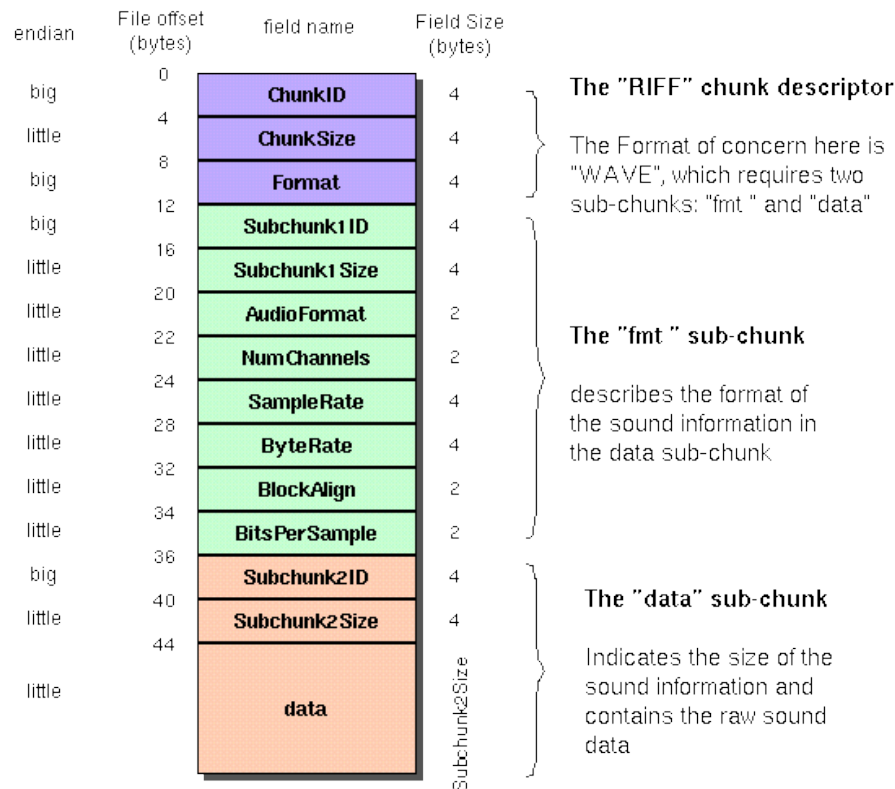 endian
File offset
(bytes)
field name
Field Size
(bytes)
0
big
ChunkID
4
4
little
ChunkSize
4
8
big
Format
4
12
The "RIFF" chunk descriptor
The Format of concern here is
"WAVE", which requires two
sub-chunks: "fmt " and "data"
big
Subchunk1ID
4
16
little
Subchunk1Size
4
20
little
AudioFormat
2
22
little
NumChannels
2
24
little
SampleRate
4
28
little
ByteRate
4
32
little
BlockAlign
2
34
little
BitsPerSample
2
36
The "fmt " sub-chunk
describes the format of
the sound information in
the data sub-chunk
big
Subchunk2ID
4
40
little
Subchunk2Size
4
44
little
data
Subchunk2Size
The "data" sub-chunk
Indicates the size of the
sound information and
contains the raw sound
data